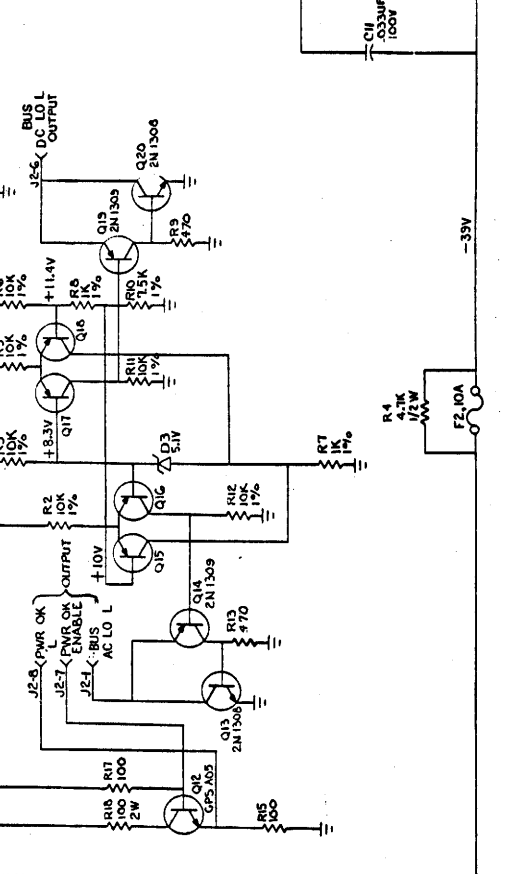 C11
.033UF
100V
BUS
DC LO L
OUTPUT
J2-6
Q20
2N1308
Q19
2N1309
R9
470
-39V
10K
1%
+11.4V
R8
1K
1%
R10
7.5K
1%
Q18
10K
1%
R11
10K
1%
Q17
+8.3V
R4
4.7K
1/2W
F2,10A
10K
1%
D3
5.1V
R7
1K
1%
R2
10K
1%
Q16
R12
10K
1%
+10V
Q15
OUTPUT
PWR OK
L
PWR OK
ENABLE
BUS
AC LO L
J2-8
J2-7
J2-1
Q14
2N1309
R13
470
Q13
2N1308
R17
100
R18
100
2W
Q12
GPS A05
R15
100